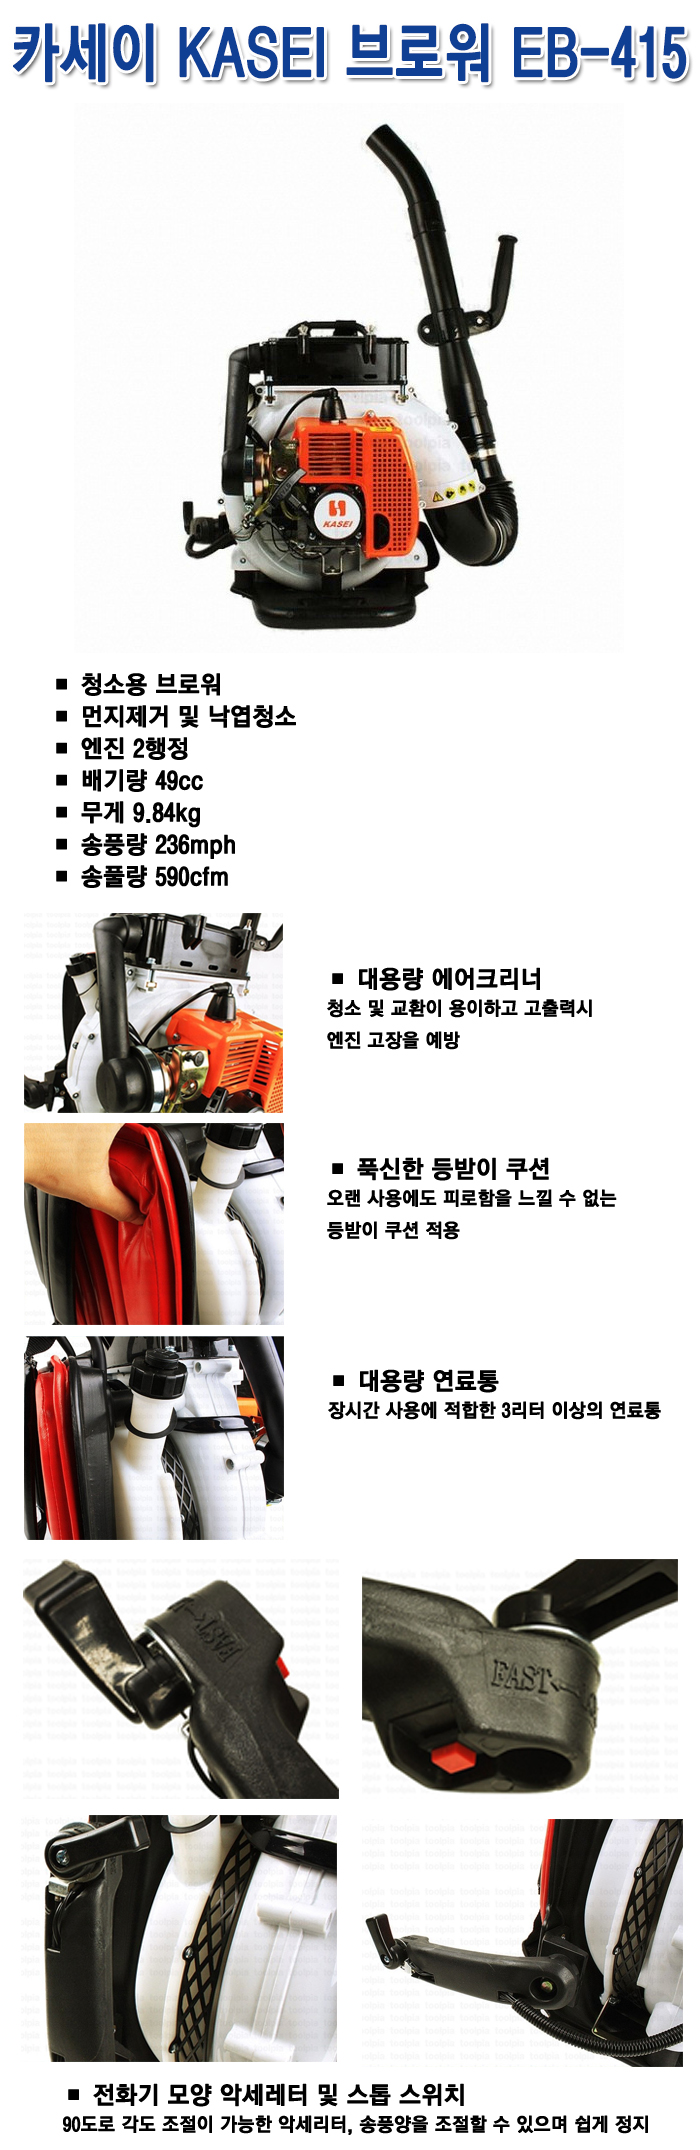 카세이 KASEI 브로워 EB-415
toolpia
KASEI
■ 청소용 브로워
■ 먼지제거 및 낙엽청소
■ 엔진 2행정
■ 배기량 49cc
■ 무게 9.84kg
■ 송풍량 236mph
■ 송풀량 590cfm
■ 대용량 에어크리너
청소 및 교환이 용이하고 고출력시
엔진 고장을 예방
■ 푹신한 등받이 쿠션
오랜 사용에도 피로함을 느낄 수 없는
등받이 쿠션 적용
■ 대용량 연료통
장시간 사용에 적합한 3리터 이상의 연료통
FAST
FAST
■ 전화기 모양 악세레터 및 스톱 스위치
90도로 각도 조절이 가능한 악세리터, 송풍양을 조절할 수 있으며 쉽게 정지